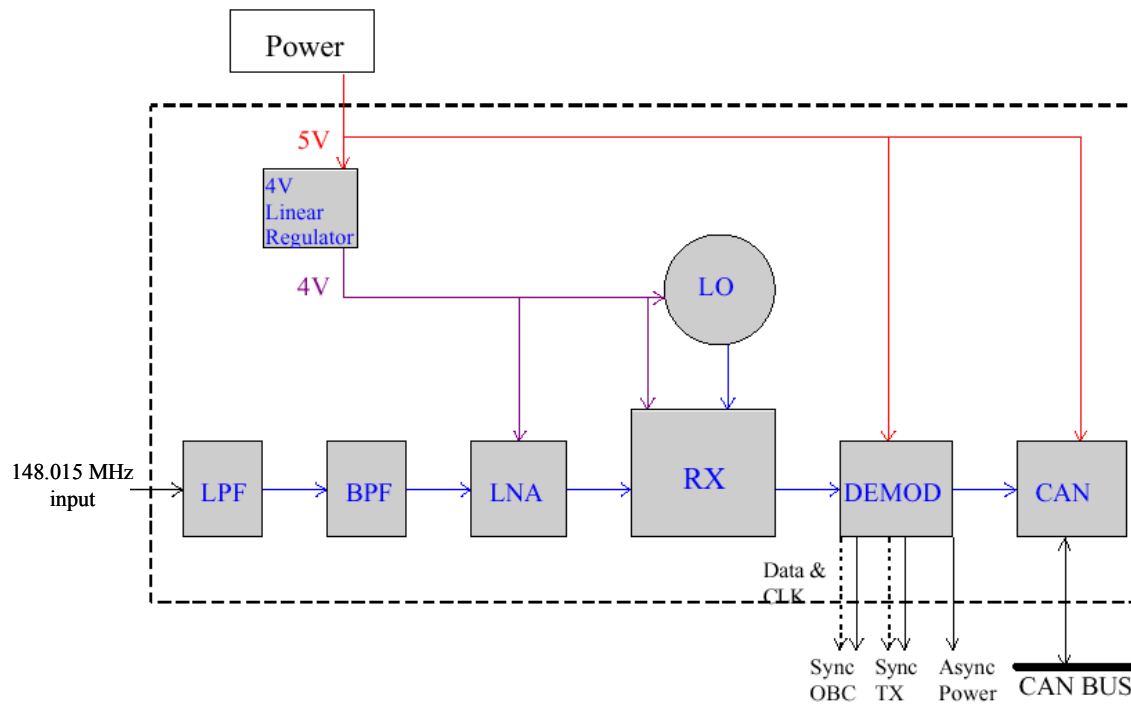 Power
5V
4V
Linear
Regulator
4V
LO
148.015 MHz
input
LPF
BPF
LNA
RX
DEMOD
CAN
Data &
CLK
Sync
OBC
Sync
TX
Async
Power
CAN BUS